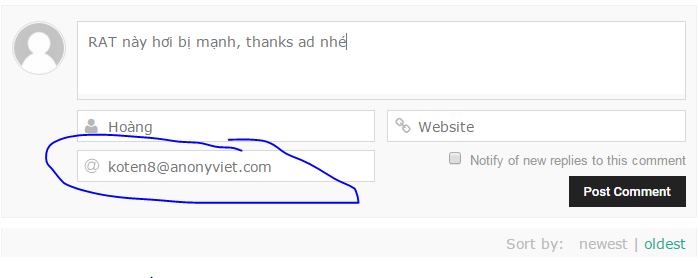 RAT này hơi bị mạnh, thanks ad nhé
Hoàng
Website
@ koten8@anonyviet.com
Notify of new replies to this comment
Post Comment
Sort by: newest | oldest